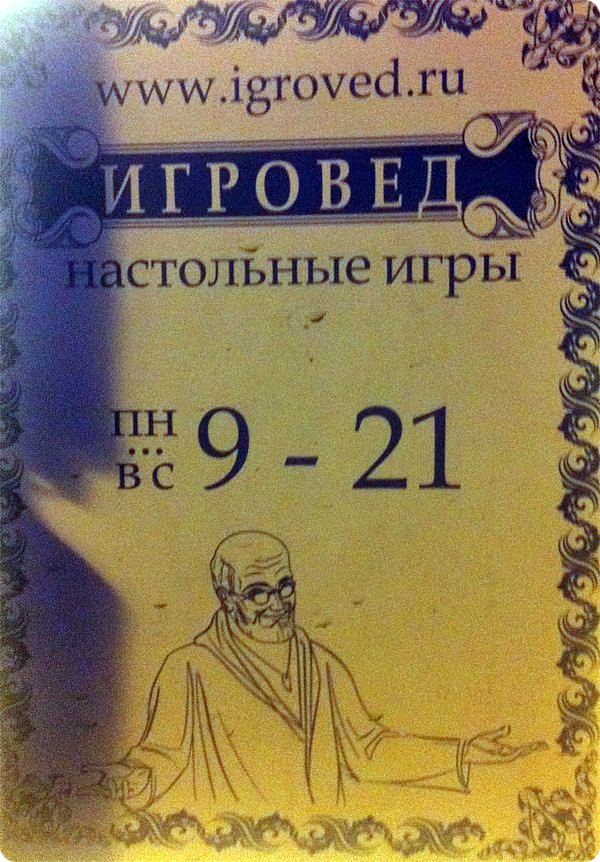 www.igroved.ru
ИГРОВЕД
настольные игры
пн
...
вс
9 - 21